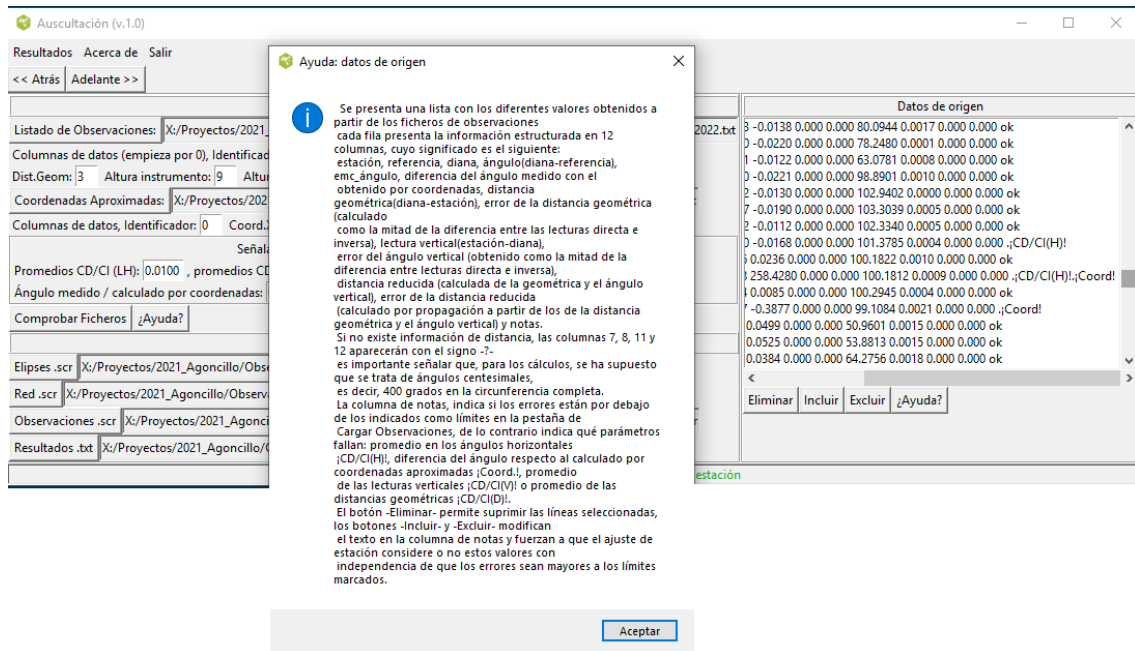 Auscultación (v.1.0)
Resultados Acerca de Salir
<< Atrás Adelante >>
Listado de Observaciones: X:/Proyectos/2021_
2022.txt
Columnas de datos (empieza por 0), Identificad
Dist.Geom: 3 Altura instrumento: 9 Altu
Coordenadas Aproximadas: X:/Proyectos/202
Columnas de datos, Identificador: 0 Coord.
Señala
Promedios CD/CI (LH): 0.0100 , promedios CD
Ángulo medido / calculado por coordenadas:
Comprobar Ficheros ¿Ayuda?
Elipses .scr X:/Proyectos/2021_Agoncillo/Obse
Red .scr X:/Proyectos/2021_Agoncillo/Observa
Observaciones .scr X:/Proyectos/2021_Agonci
Resultados .txt X:/Proyectos/2021_Agoncillo/
estación
Ayuda: datos de origen
Se presenta una lista con los diferentes valores obtenidos a
partir de los ficheros de observaciones
cada fila presenta la información estructurada en 12
columnas, cuyo significado es el siguiente:
estación, referencia, diana, ángulo(diana-referencia),
emc_ángulo, diferencia del ángulo medido con el
obtenido por coordenadas, distancia
geométrica(diana-estación), error de la distancia geométrica
(calculado
como la mitad de la diferencia entre las lecturas directa e
inversa), lectura vertical(estación-diana),
error del ángulo vertical (obtenido como la mitad de la
diferencia entre lecturas directa e inversa),
distancia reducida (calculada de la geométrica y el ángulo
vertical), error de la distancia reducida
(calculado por propagación a partir de los de la distancia
geométrica y el ángulo vertical) y notas.
Si no existe información de distancia, las columnas 7, 8, 11 y
12 aparecerán con el signo -?-
es importante señalar que, para los cálculos, se ha supuesto
que se trata de ángulos centesimales,
es decir, 400 grados en la circunferencia completa.
La columna de notas, indica si los errores están por debajo
de los indicados como límites en la pestaña de
Cargar Observaciones, de lo contrario indica qué parámetros
fallan: promedio en los ángulos horizontales
¡CD/CI(H)!, diferencia del ángulo respecto al calculado por
coordenadas aproximadas ¡Coord.!, promedio
de las lecturas verticales ¡CD/CI(V)! o promedio de las
distancias geométricas ¡CD/CI(D)!.
El botón -Eliminar- permite suprimir las líneas seleccionadas,
los botones -Incluir- y -Excluir- modifican
el texto en la columna de notas y fuerzan a que el ajuste de
estación considere o no estos valores con
independencia de que los errores sean mayores a los límites
marcados.
Aceptar
Datos de origen
-0.0138 0.000 0.000 80.0944 0.0017 0.000 0.000 ok
-0.0220 0.000 0.000 78.2480 0.0001 0.000 0.000 ok
-0.0122 0.000 0.000 63.0781 0.0008 0.000 0.000 ok
-0.0221 0.000 0.000 98.8901 0.0010 0.000 0.000 ok
-0.0130 0.000 0.000 102.9402 0.0000 0.000 0.000 ok
-0.0190 0.000 0.000 103.3039 0.0005 0.000 0.000 ok
-0.0112 0.000 0.000 102.3340 0.0005 0.000 0.000 ok
-0.0168 0.000 0.000 101.3785 0.0004 0.000 0.000 .¡CD/CI(H)!
0.0236 0.000 0.000 100.1822 0.0010 0.000 0.000 ok
258.4280 0.000 0.000 100.1812 0.0009 0.000 0.000 .¡CD/CI(H)!.¡Coord!
0.0085 0.000 0.000 100.2945 0.0004 0.000 0.000 ok
-0.3877 0.000 0.000 99.1084 0.0021 0.000 0.000 .¡Coord!
0.0499 0.000 0.000 50.9601 0.0015 0.000 0.000 ok
0.0525 0.000 0.000 53.8813 0.0015 0.000 0.000 ok
0.0384 0.000 0.000 64.2756 0.0018 0.000 0.000 ok
Eliminar Incluir Excluir ¿Ayuda?